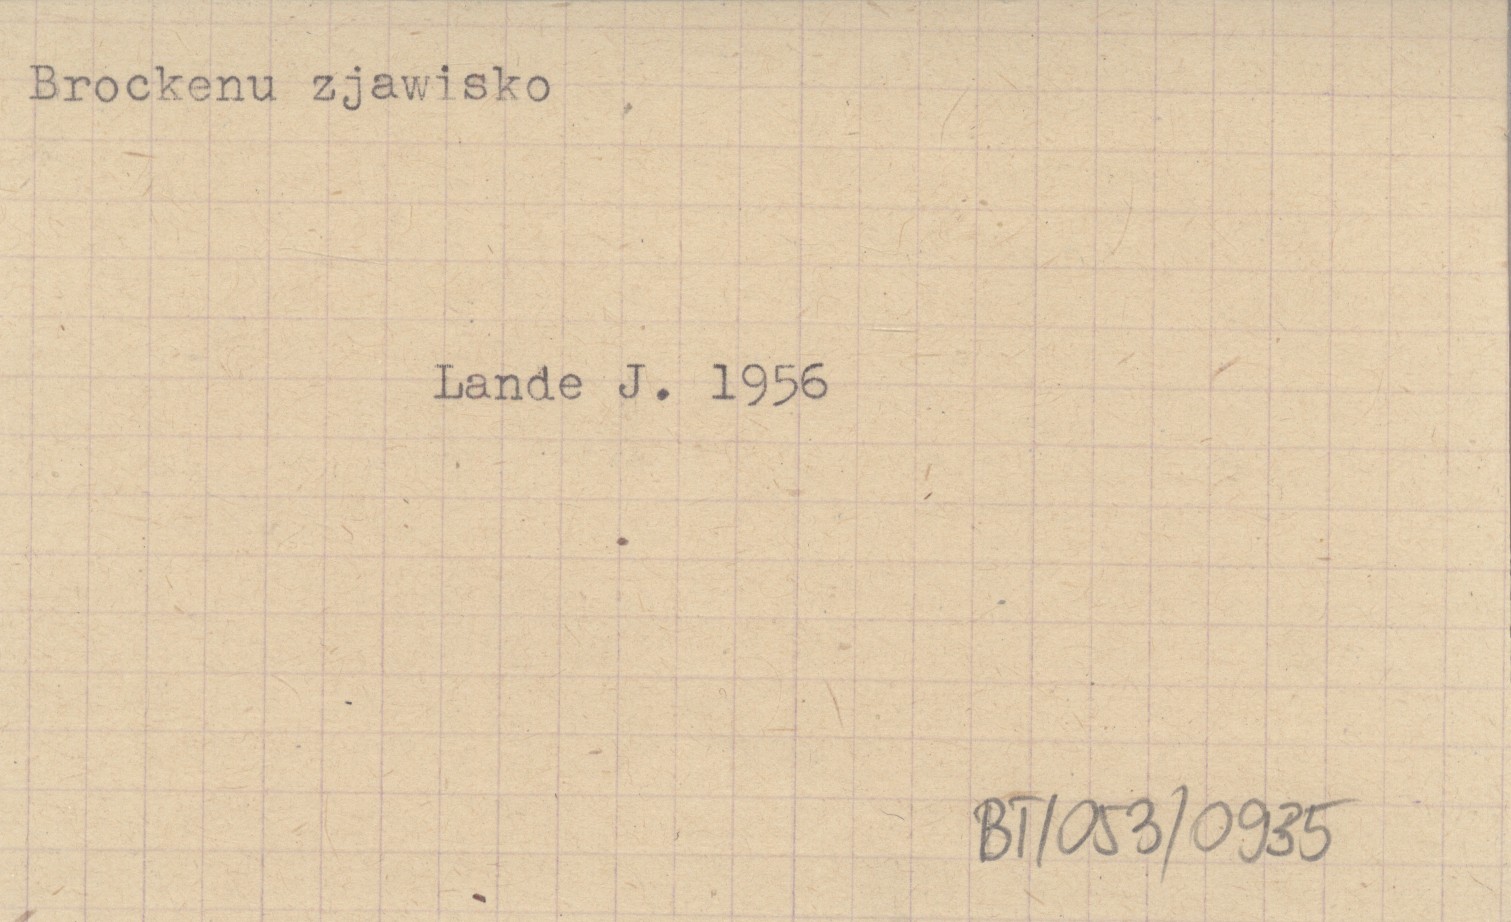 Brockenu zjawisko
Lande J. 1956
BT/053/0935